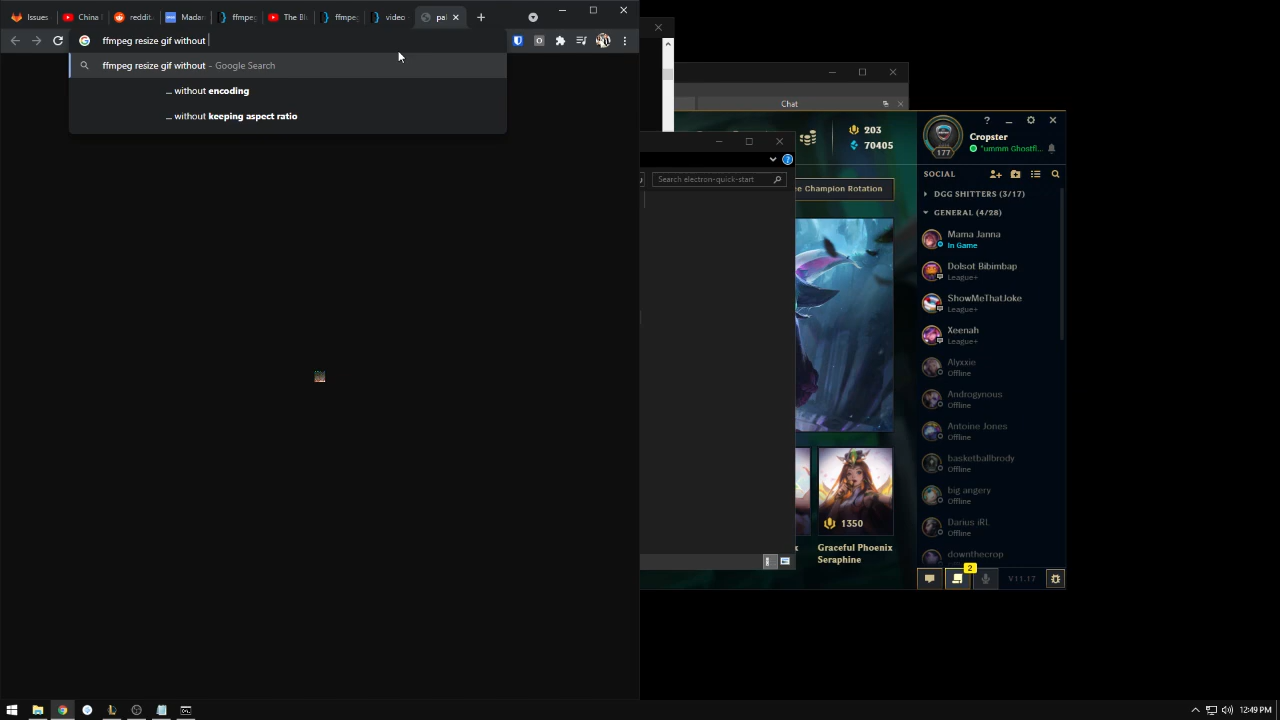 Issues
China
reddit.
Madan
ffmpeg
The Blo
ffmpeg
video
pal
ffmpeg resize gif without
ffmpeg resize gif without - Google Search
... without encoding
... without keeping aspect ratio
Chat
203
70405
177
Cropster
"ummm Ghostfl...
SOCIAL
Search electron-quick-start
ee Champion Rotation
DGG SHITTERS (3/17)
GENERAL (4/28)
Mama Janna
In Game
Dolsot Bibimbap
League+
ShowMeThatJoke
League+
Xeenah
League+
Alyxxie
Offline
Androgynous
Offline
Antoine Jones
Offline
basketballbrody
Offline
big angery
Offline
Darius iRL
Offline
downthecrop
1350
x
Graceful Phoenix
Seraphine
2
V11.17
12:49 PM